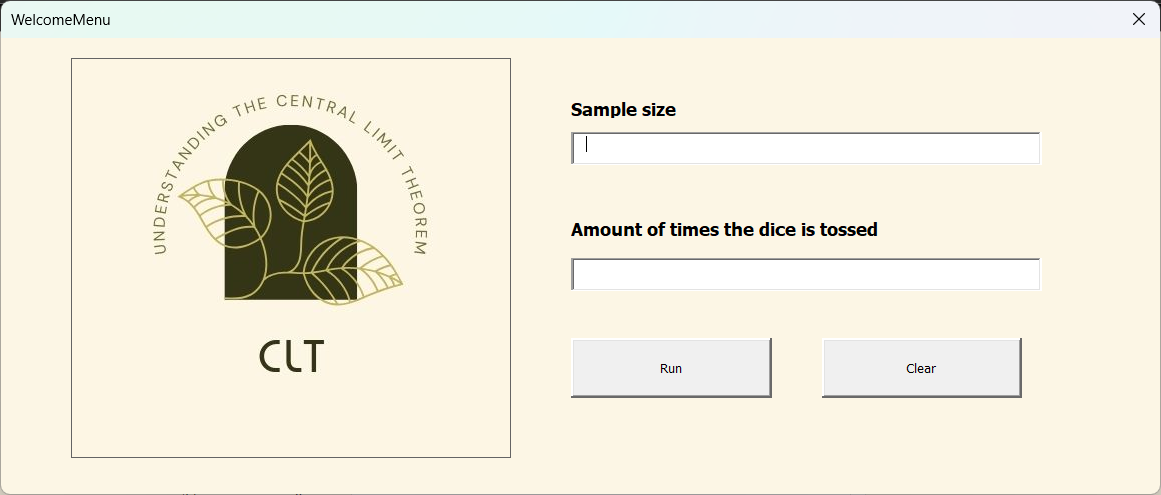 WelcomeMenu
UNDERSTANDING THE CENTRAL LIMIT THEOREM
CLT
Sample size
Amount of times the dice is tossed
Run
Clear